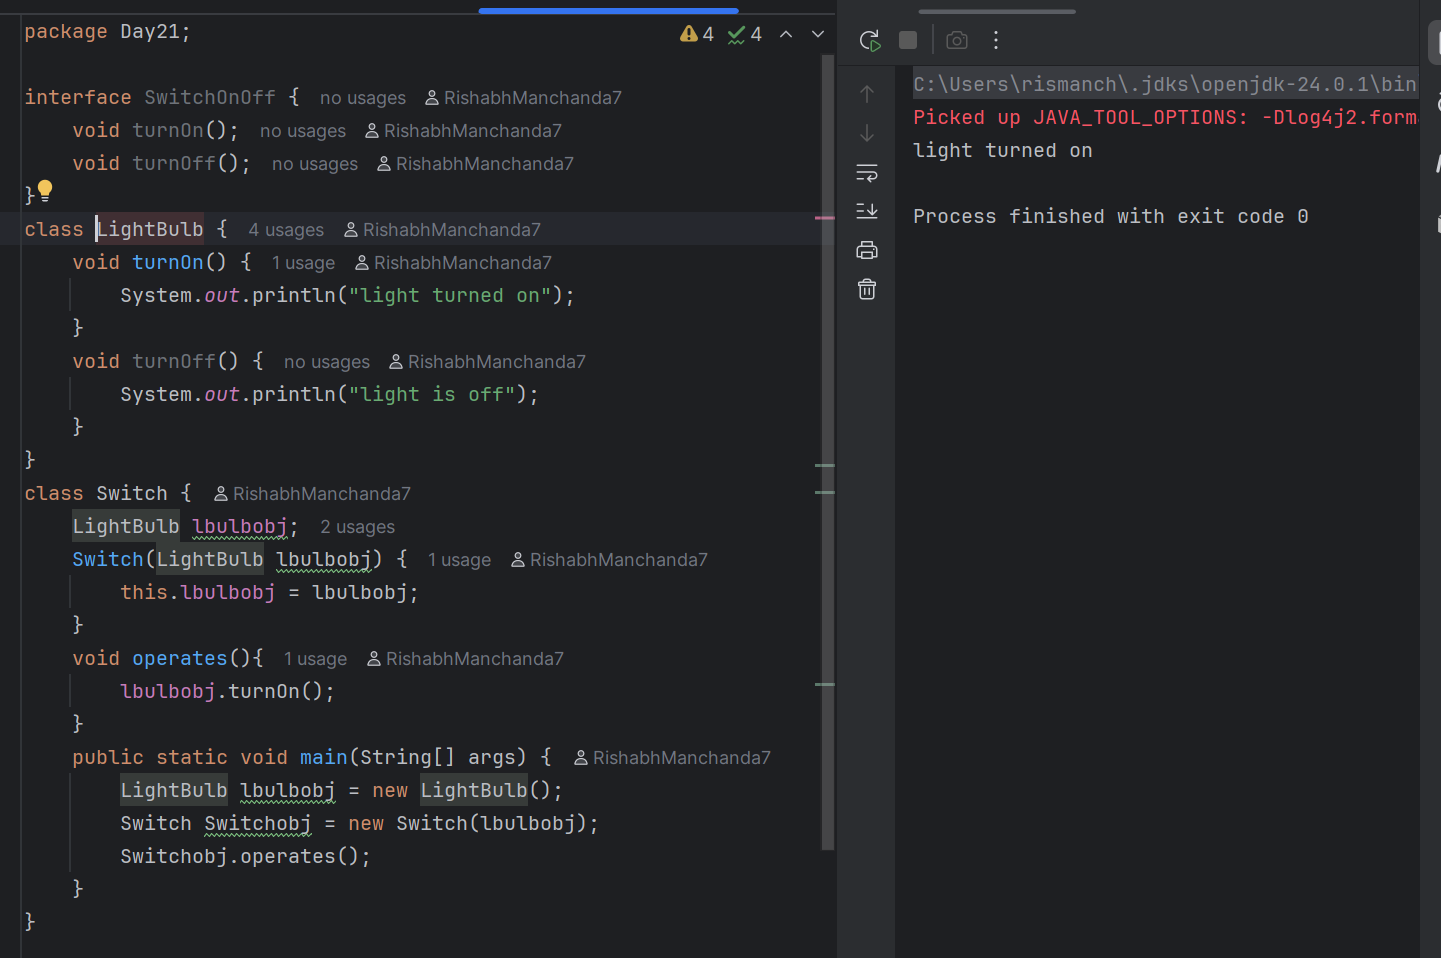 package Day21;
4 4
interface SwitchOnOff { no usages RishabhManchanda7
    void turnOn(); no usages RishabhManchanda7
    void turnOff(); no usages RishabhManchanda7
}
class LightBulb { 4 usages RishabhManchanda7
    void turnOn() { 1 usage RishabhManchanda7
        System.out.println("light turned on");
    }
    void turnOff() { no usages RishabhManchanda7
        System.out.println("light is off");
    }
}
class Switch { RishabhManchanda7
    LightBulb lbulbobj; 2 usages
    Switch(LightBulb lbulbobj) { 1 usage RishabhManchanda7
        this.lbulbobj = lbulbobj;
    }
    void operates(){ 1 usage RishabhManchanda7
        lbulbobj.turnOn();
    }
    public static void main(String[] args) { RishabhManchanda7
        LightBulb lbulbobj = new LightBulb();
        Switch Switchobj = new Switch(lbulbobj);
        Switchobj.operates();
    }
}
C:\Users\rismanch\.jdks\openjdk-24.0.1\bin
Picked up JAVA_TOOL_OPTIONS: -Dlog4j2.form
light turned on
Process finished with exit code 0